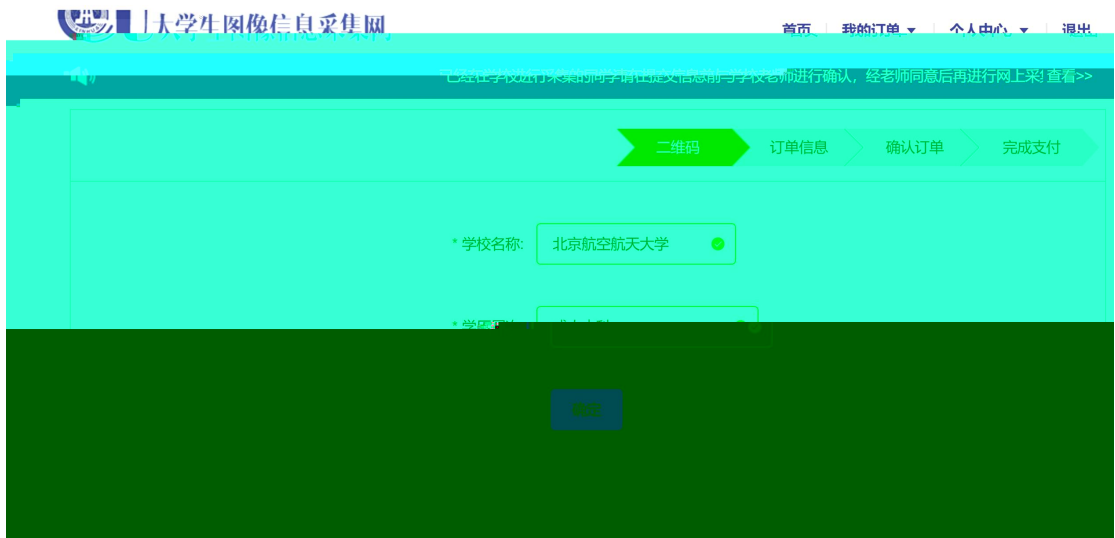 大学生图像信息采集网
首页 我的订单 个人中心 退出
已经在学校进行采集的同学请在提交信息前与学校老师进行确认，经老师同意后再进行网上采! 查看>>
二维码 订单信息 确认订单 完成支付
* 学校名称: 北京航空航天大学